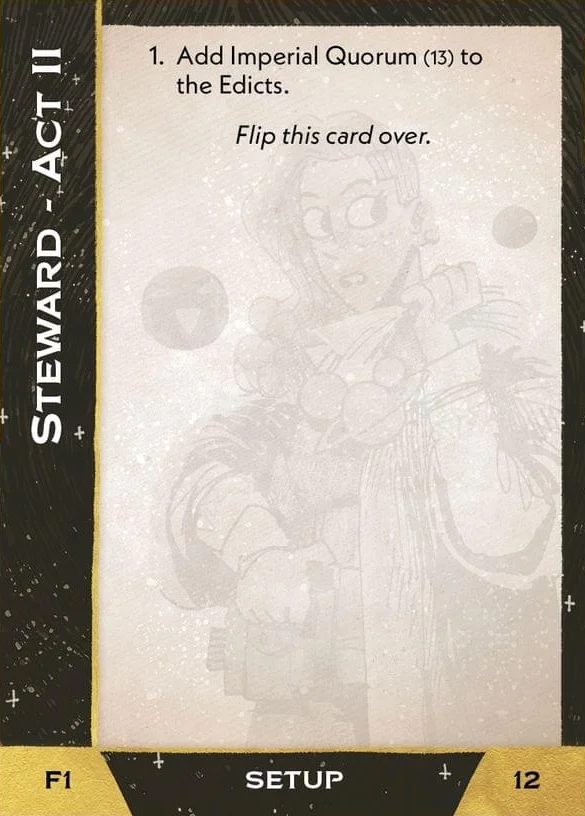 STEWARD - ACT II
1. Add Imperial Quorum (13) to
the Edicts.
Flip this card over.
F1
SETUP
12